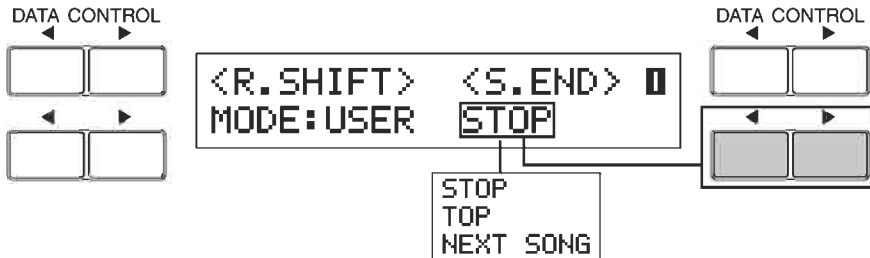 DATA CONTROL
DATA CONTROL
<R.SHIFT> <S.END>
MODE:USER STOP
STOP
TOP
NEXT SONG